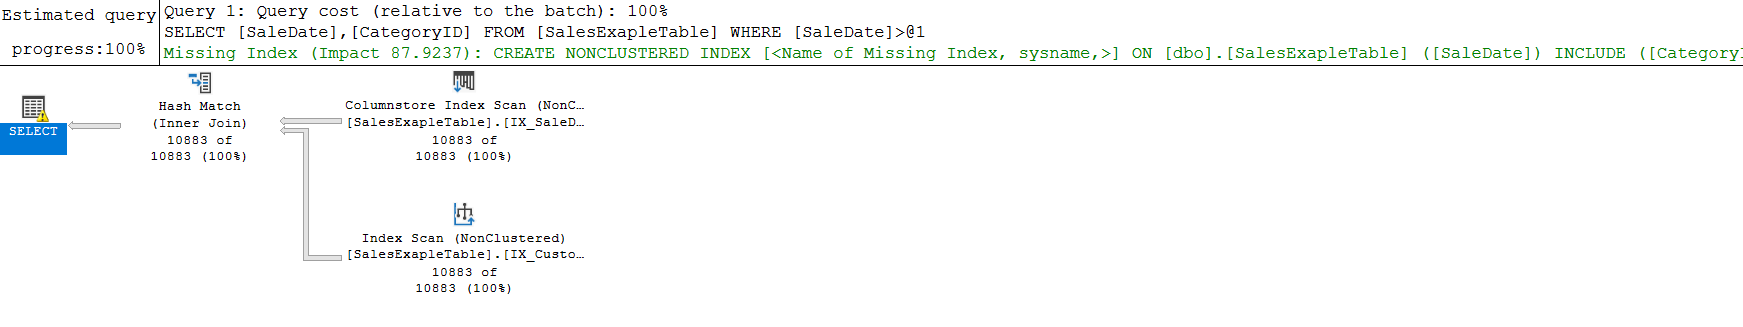 Estimated query
progress:100%
Query 1: Query cost (relative to the batch): 100%
SELECT [SaleDate],[CategoryID] FROM [SalesExapleTable] WHERE [SaleDate]>@1
Missing Index (Impact 87.9237): CREATE NONCLUSTERED INDEX [<Name of Missing Index, sysname,>] ON [dbo].[SalesExapleTable] ([SaleDate]) INCLUDE ([CategoryI
SELECT
Hash Match
(Inner Join)
10883 of
10883 (100%)
Columnstore Index Scan (NonC…
[SalesExapleTable].[IX_SaleD…
10883 of
10883 (100%)
Index Scan (NonClustered)
[SalesExapleTable].[IX_Custo…
10883 of
10883 (100%)